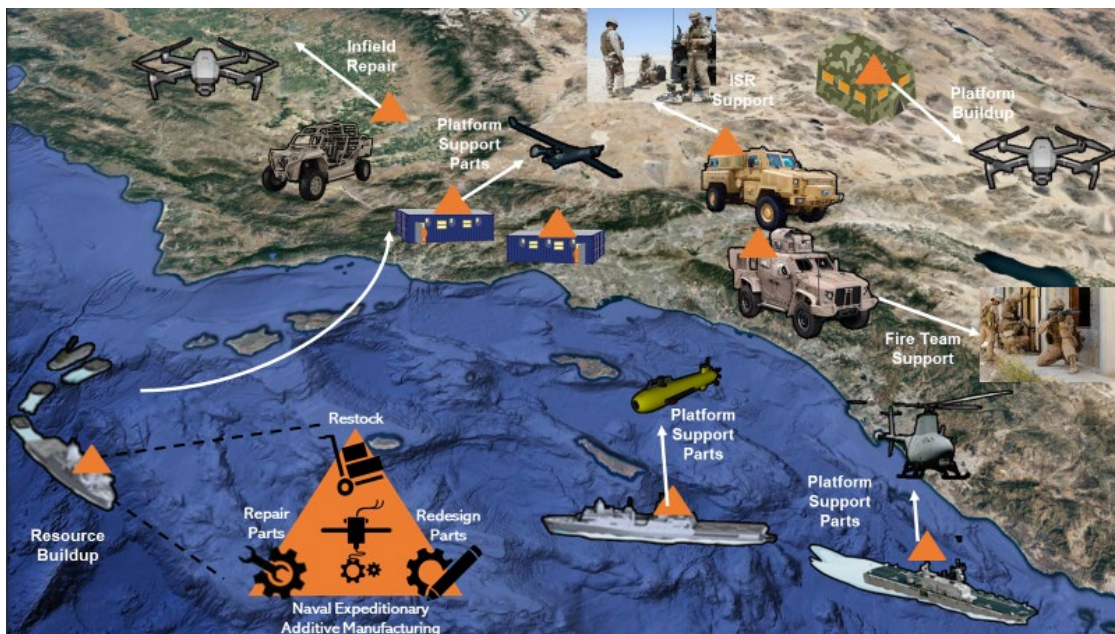 Infield
Repair
ISR
Support
Platform
Buildup
Platform
Support
Parts
Fire Team
Support
Platform
Support
Parts
Restock
Platform
Support
Parts
Repair
Parts
Redesign
Parts
Resource
Buildup
Naval Expeditionary
Additive Manufacturing